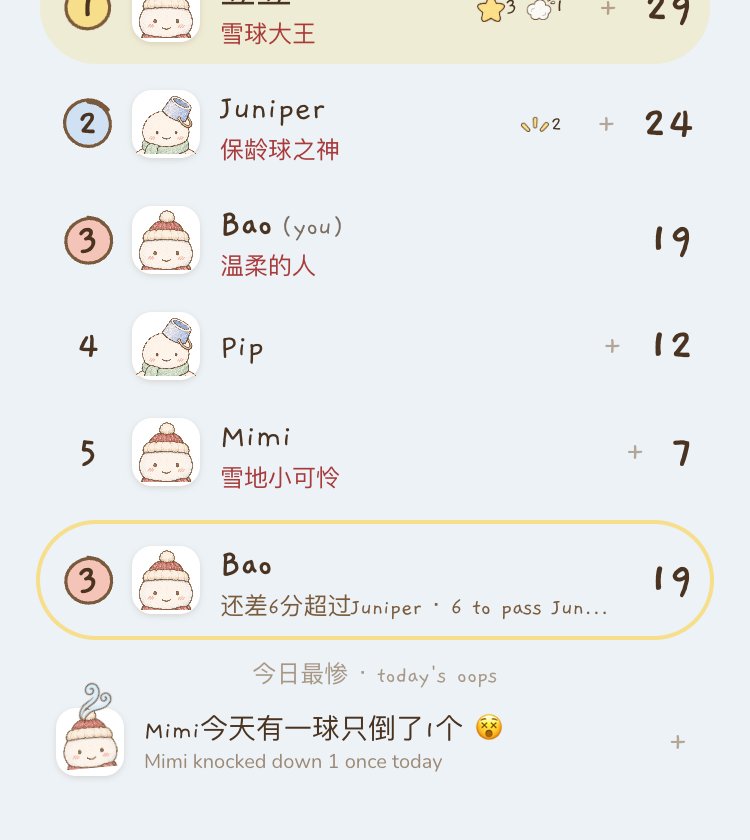 1
3
1
+
29
雪球大王
2
Juniper
2
+
24
保龄球之神
3
Bao (you)
19
温柔的人
4
Pip
+
12
5
Mimi
+
7
雪地小可怜
3
Bao
19
还差6分超过Juniper · 6 to pass Jun...
今日最惨 · today's oops
Mimi今天有一球只倒了1个 😵
+
Mimi knocked down 1 once today